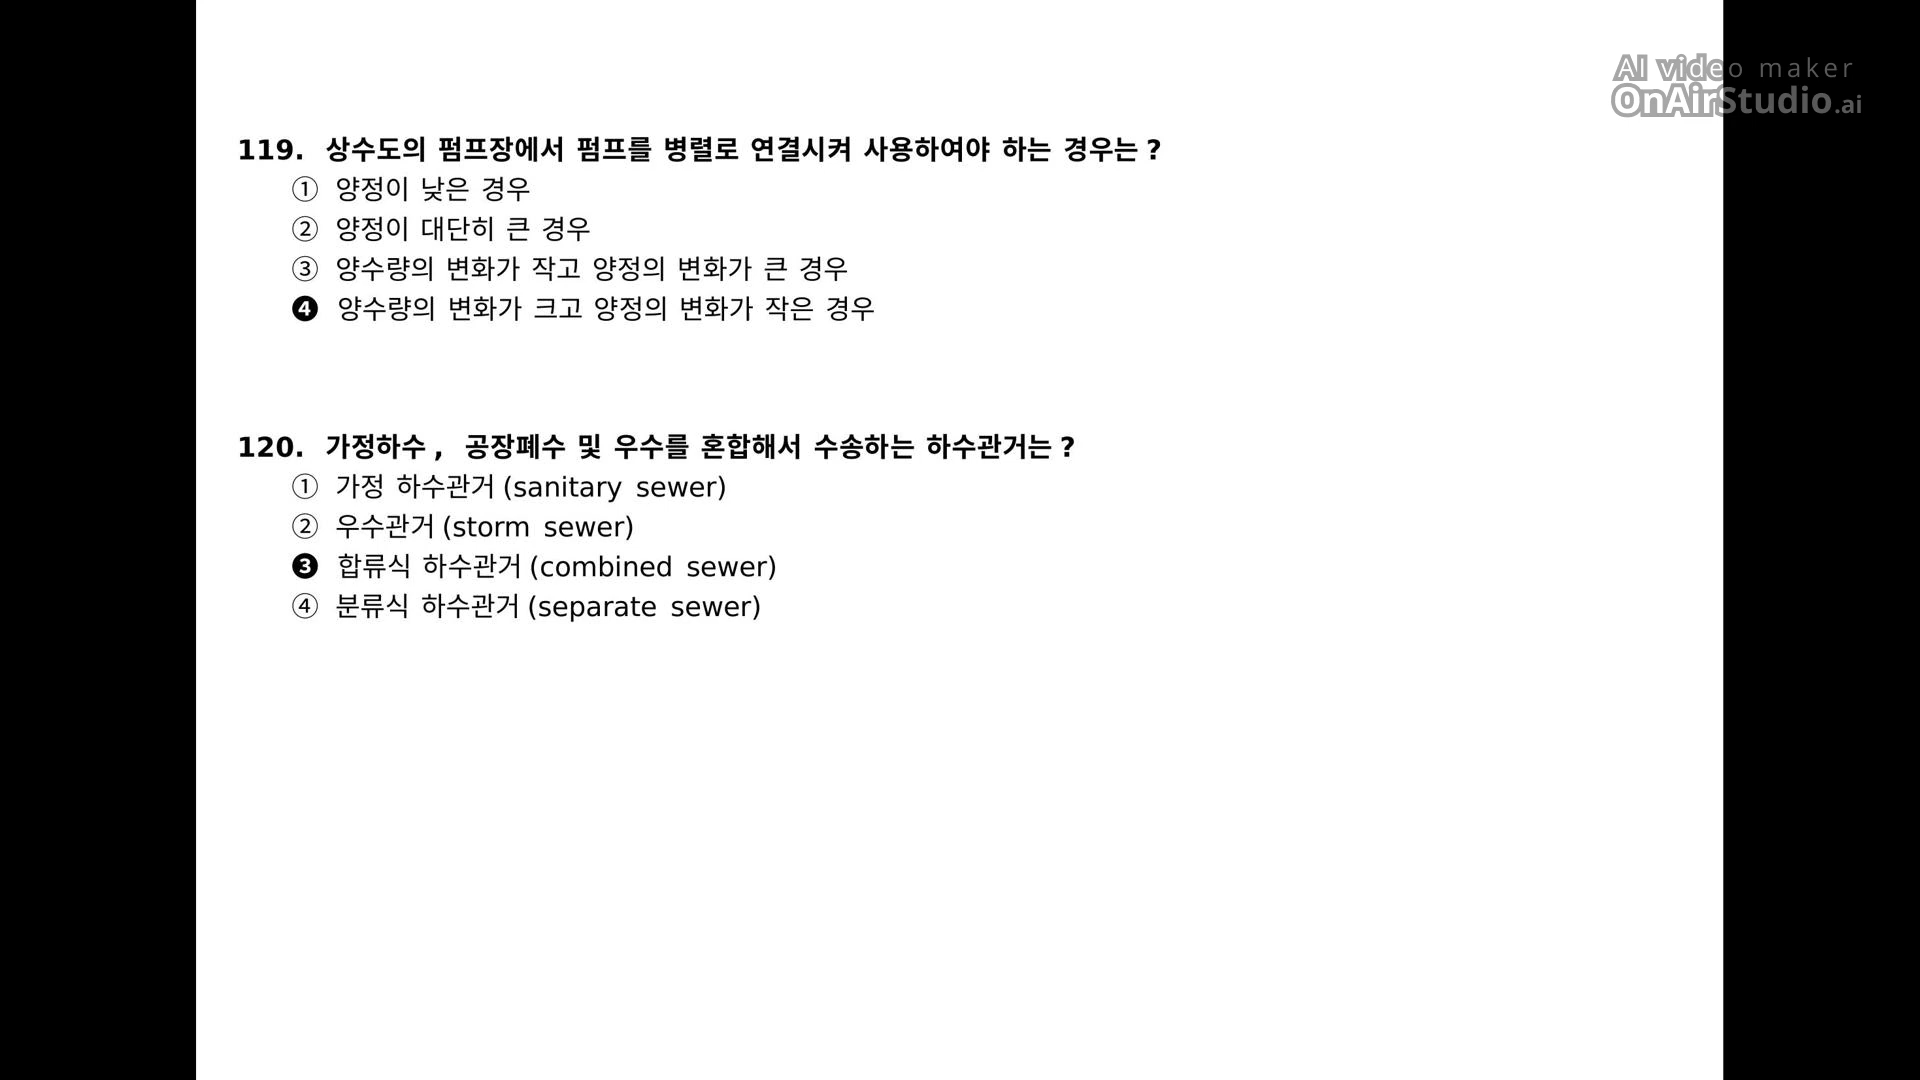 AI video maker
OnAirStudio.ai
119. 상수도의 펌프장에서 펌프를 병렬로 연결시켜 사용하여야 하는 경우는?
① 양정이 낮은 경우
② 양정이 대단히 큰 경우
③ 양수량의 변화가 작고 양정의 변화가 큰 경우
❹ 양수량의 변화가 크고 양정의 변화가 작은 경우
120. 가정하수, 공장폐수 및 우수를 혼합해서 수송하는 하수관거는?
① 가정 하수관거(sanitary sewer)
② 우수관거(storm sewer)
❸ 합류식 하수관거(combined sewer)
④ 분류식 하수관거(separate sewer)